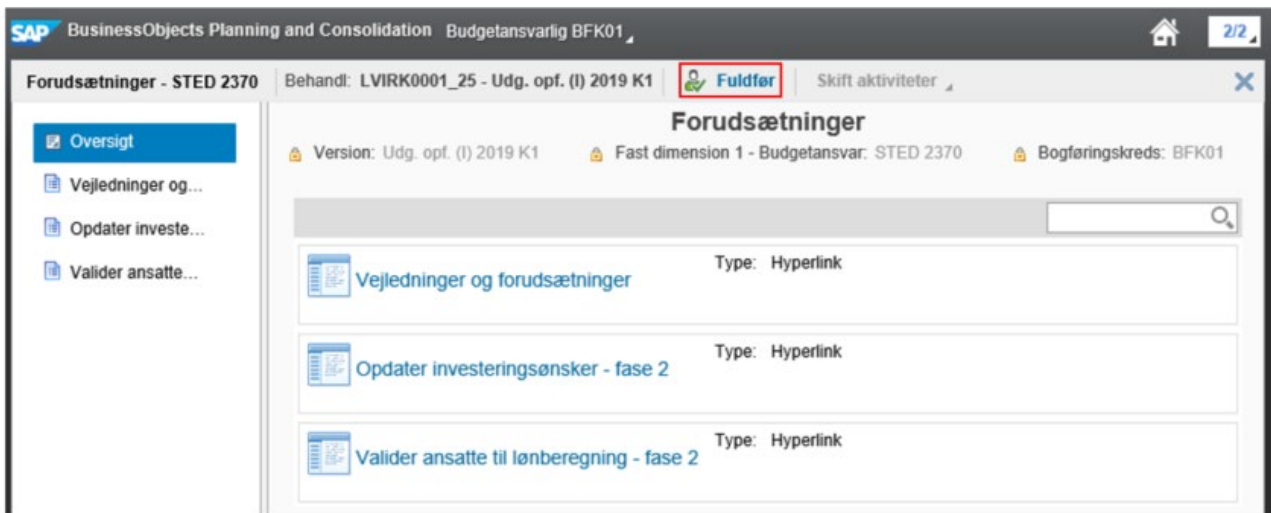 SAP BusinessObjects Planning and Consolidation Budgetansvarlig BFK01 2/2
Forudsætninger - STED 2370 Behandl: LVIRK0001_25 - Udg. opf. (I) 2019 K1 Fuldfør Skift aktiviteter
Forudsætninger
Oversigt
Version: Udg. opf. (I) 2019 K1 Fast dimension 1 - Budgetansvar: STED 2370 Bogføringskreds: BFK01
Vejledninger og...
Opdater investe...
Valider ansatte...
Vejledninger og forudsætninger Type: Hyperlink
Opdater investeringsønsker - fase 2 Type: Hyperlink
Valider ansatte til lønberegning - fase 2 Type: Hyperlink